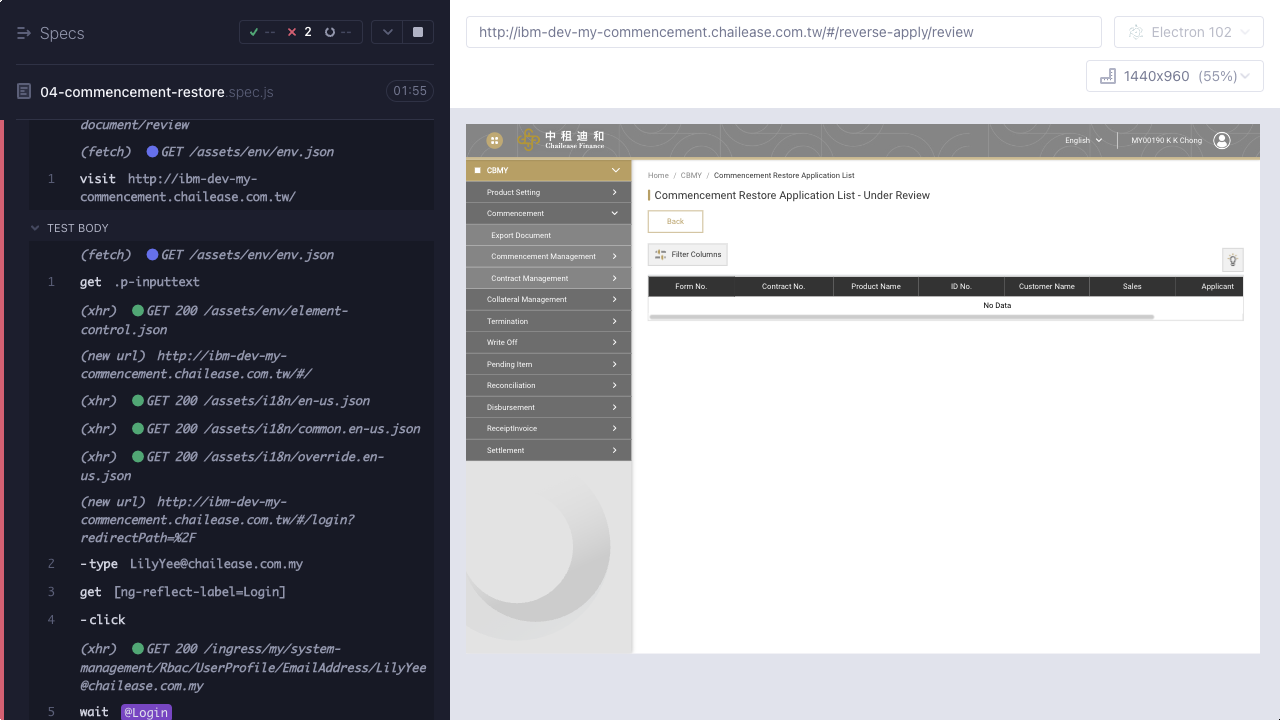 Specs
--
2
--
04-commencement-restore.spec.js
01:55
document/review
(fetch) GET /assets/env/env.json
1 visit http://ibm-dev-my-
commencement.chailease.com.tw/
TEST BODY
(fetch) GET /assets/env/env.json
1 get .p-inputtext
(xhr) GET 200 /assets/env/element-
control.json
(new url) http://ibm-dev-my-
commencement.chailease.com.tw/#/
(xhr) GET 200 /assets/i18n/en-us.json
(xhr) GET 200 /assets/i18n/common.en-us.json
(xhr) GET 200 /assets/i18n/override.en-
us.json
(new url) http://ibm-dev-my-
commencement.chailease.com.tw/#/login?
redirectPath=%2F
2 -type LilyYee@chailease.com.my
3 get [ng-reflect-label=Login]
4 -click
(xhr) GET 200 /ingress/my/system-
management/Rbac/UserProfile/EmailAddress/LilyYee
@chailease.com.my
5 wait @Login
http://ibm-dev-my-commencement.chailease.com.tw/#/reverse-apply/review
Electron 102
1440x960 (55%)
中租迪和
Chailease Finance
English
MY00190 K K Chong
CBMY
Product Setting
Commencement
Export Document
Commencement Management
Contract Management
Collateral Management
Termination
Write Off
Pending Item
Reconciliation
Disbursement
ReceiptInvoice
Settlement
Home / CBMY / Commencement Restore Application List
Commencement Restore Application List - Under Review
Back
Filter Columns
Form No. Contract No. Product Name ID No. Customer Name Sales Applicant
No Data